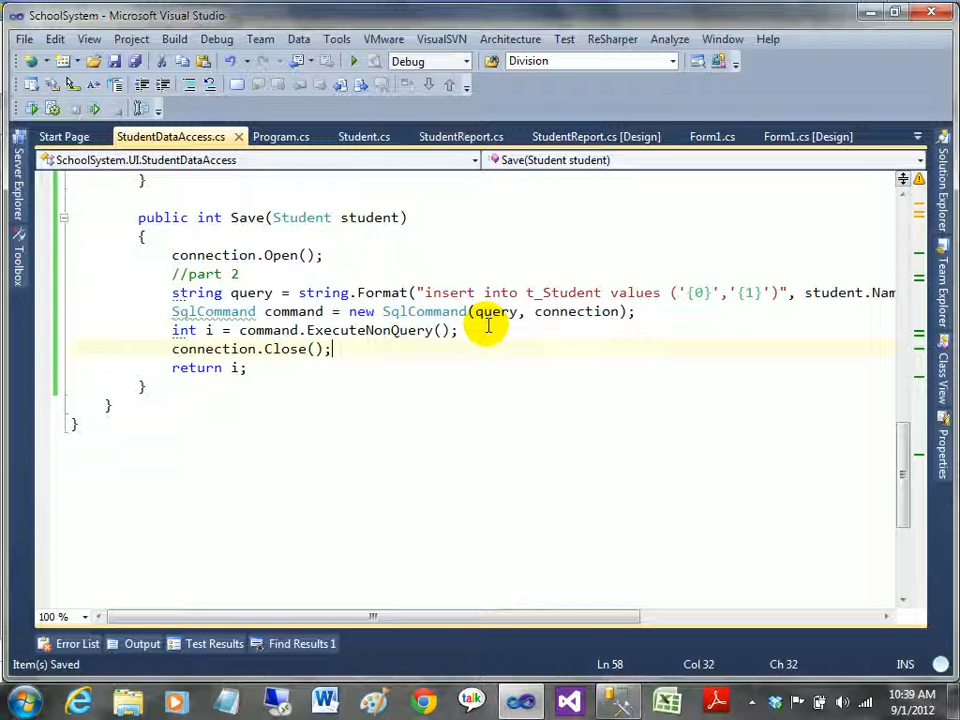 SchoolSystem - Microsoft Visual Studio
File Edit View Project Build Debug Team Data Tools VMware VisualSVN Architecture Test ReSharper Analyze Window Help
Debug Division
Start Page StudentDataAccess.cs Program.cs Student.cs StudentReport.cs StudentReport.cs [Design] Form1.cs Form1.cs [Design]
SchoolSystem.UI.StudentDataAccess Save(Student student)
Server Explorer
Toolbox
}
public int Save(Student student)
{
connection.Open();
//part 2
string query = string.Format("insert into t_Student values ('{0}','{1}')", student.Nam
SqlCommand command = new SqlCommand(query, connection);
int i = command.ExecuteNonQuery();
connection.Close();
return i;
}
}
}
Solution Explorer
Team Explorer
Class View
Properties
100 %
Error List Output Test Results Find Results 1
Item(s) Saved Ln 58 Col 32 Ch 32 INS
talk
10:39 AM
9/1/2012